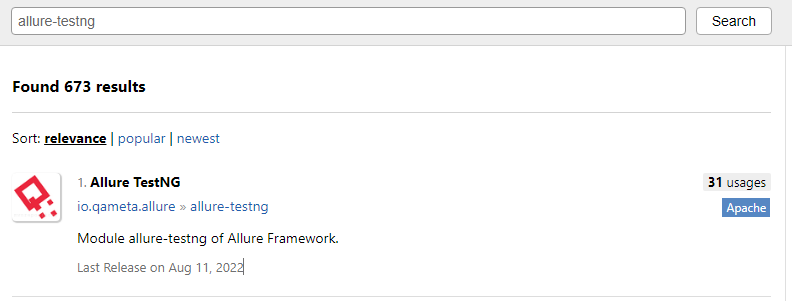 allure-testng Search
Found 673 results
Sort: relevance | popular | newest
1. Allure TestNG 31 usages
io.qameta.allure » allure-testng Apache
Module allure-testng of Allure Framework.
Last Release on Aug 11, 2022